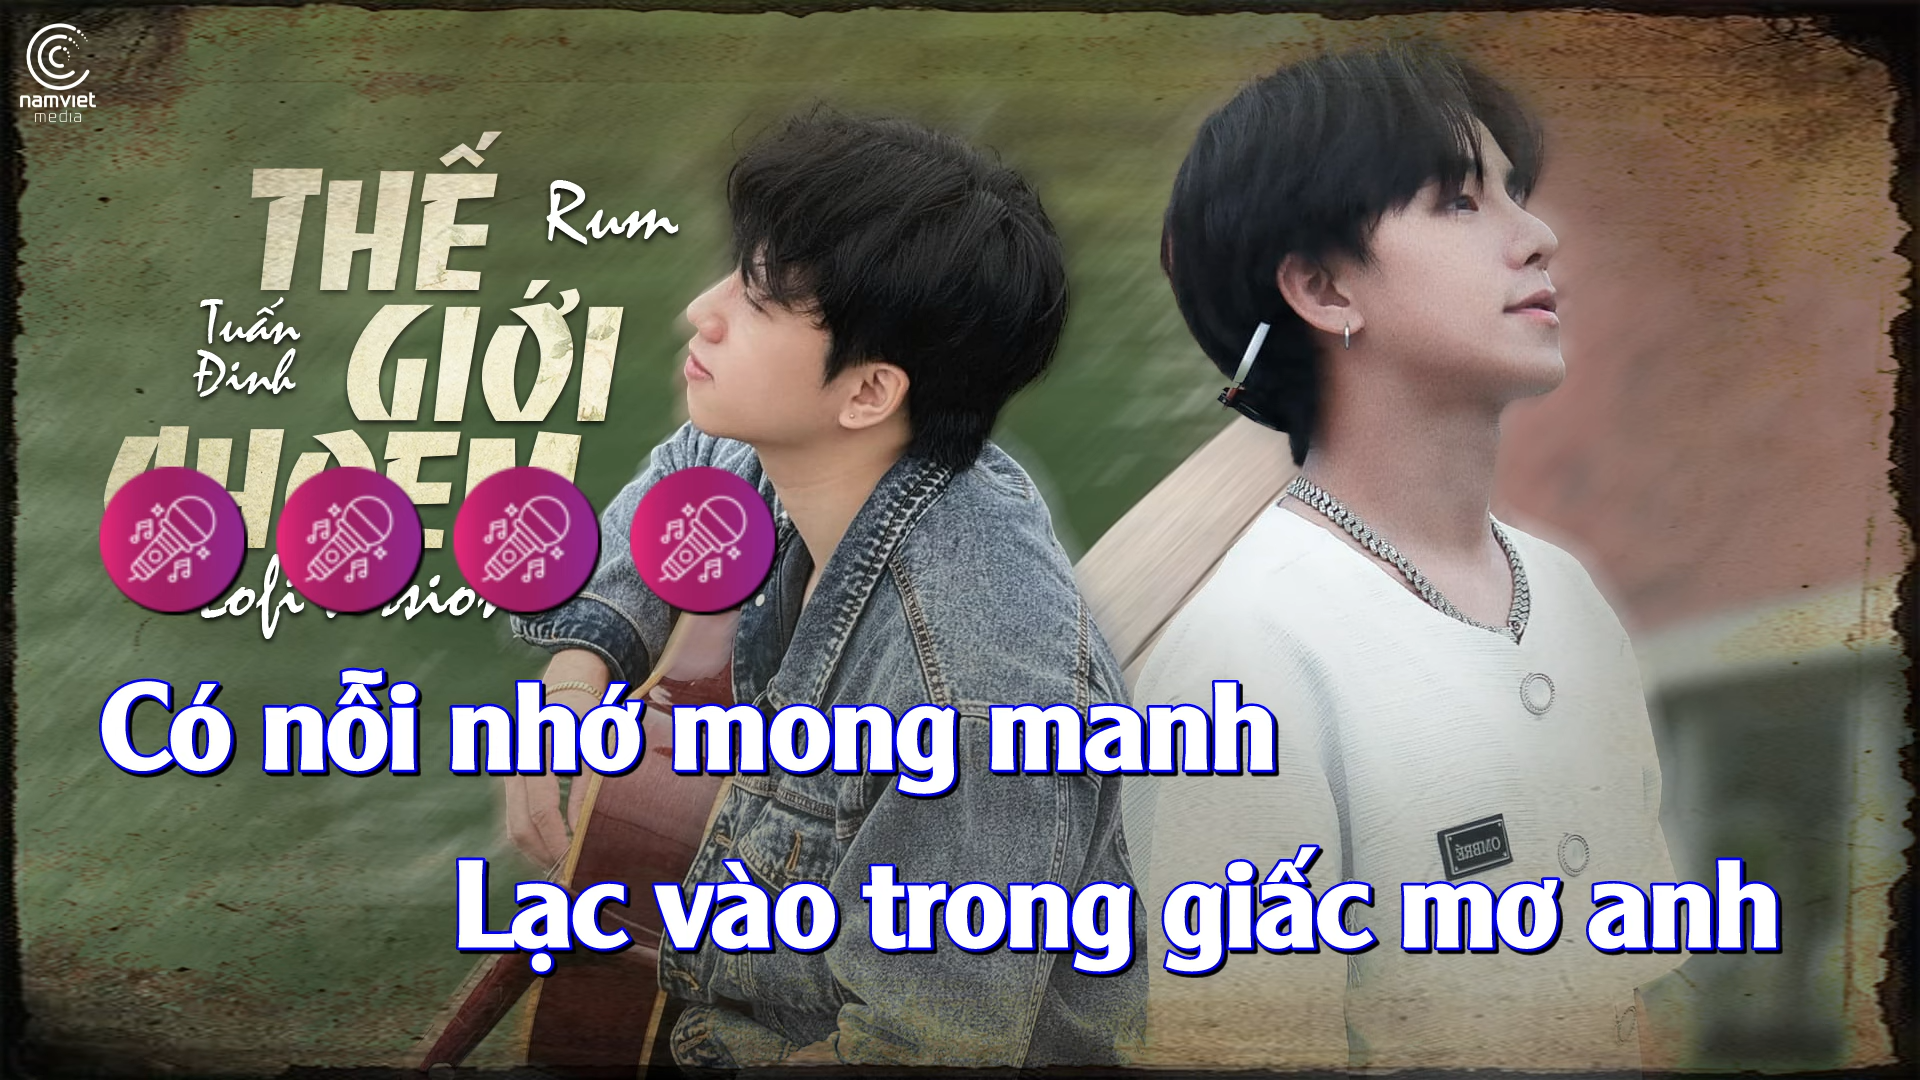 namviet
media
THẾ
Rum
Tuấn
Đinh
GIỚI
Có nỗi nhớ mong manh
Lạc vào trong giấc mơ anh